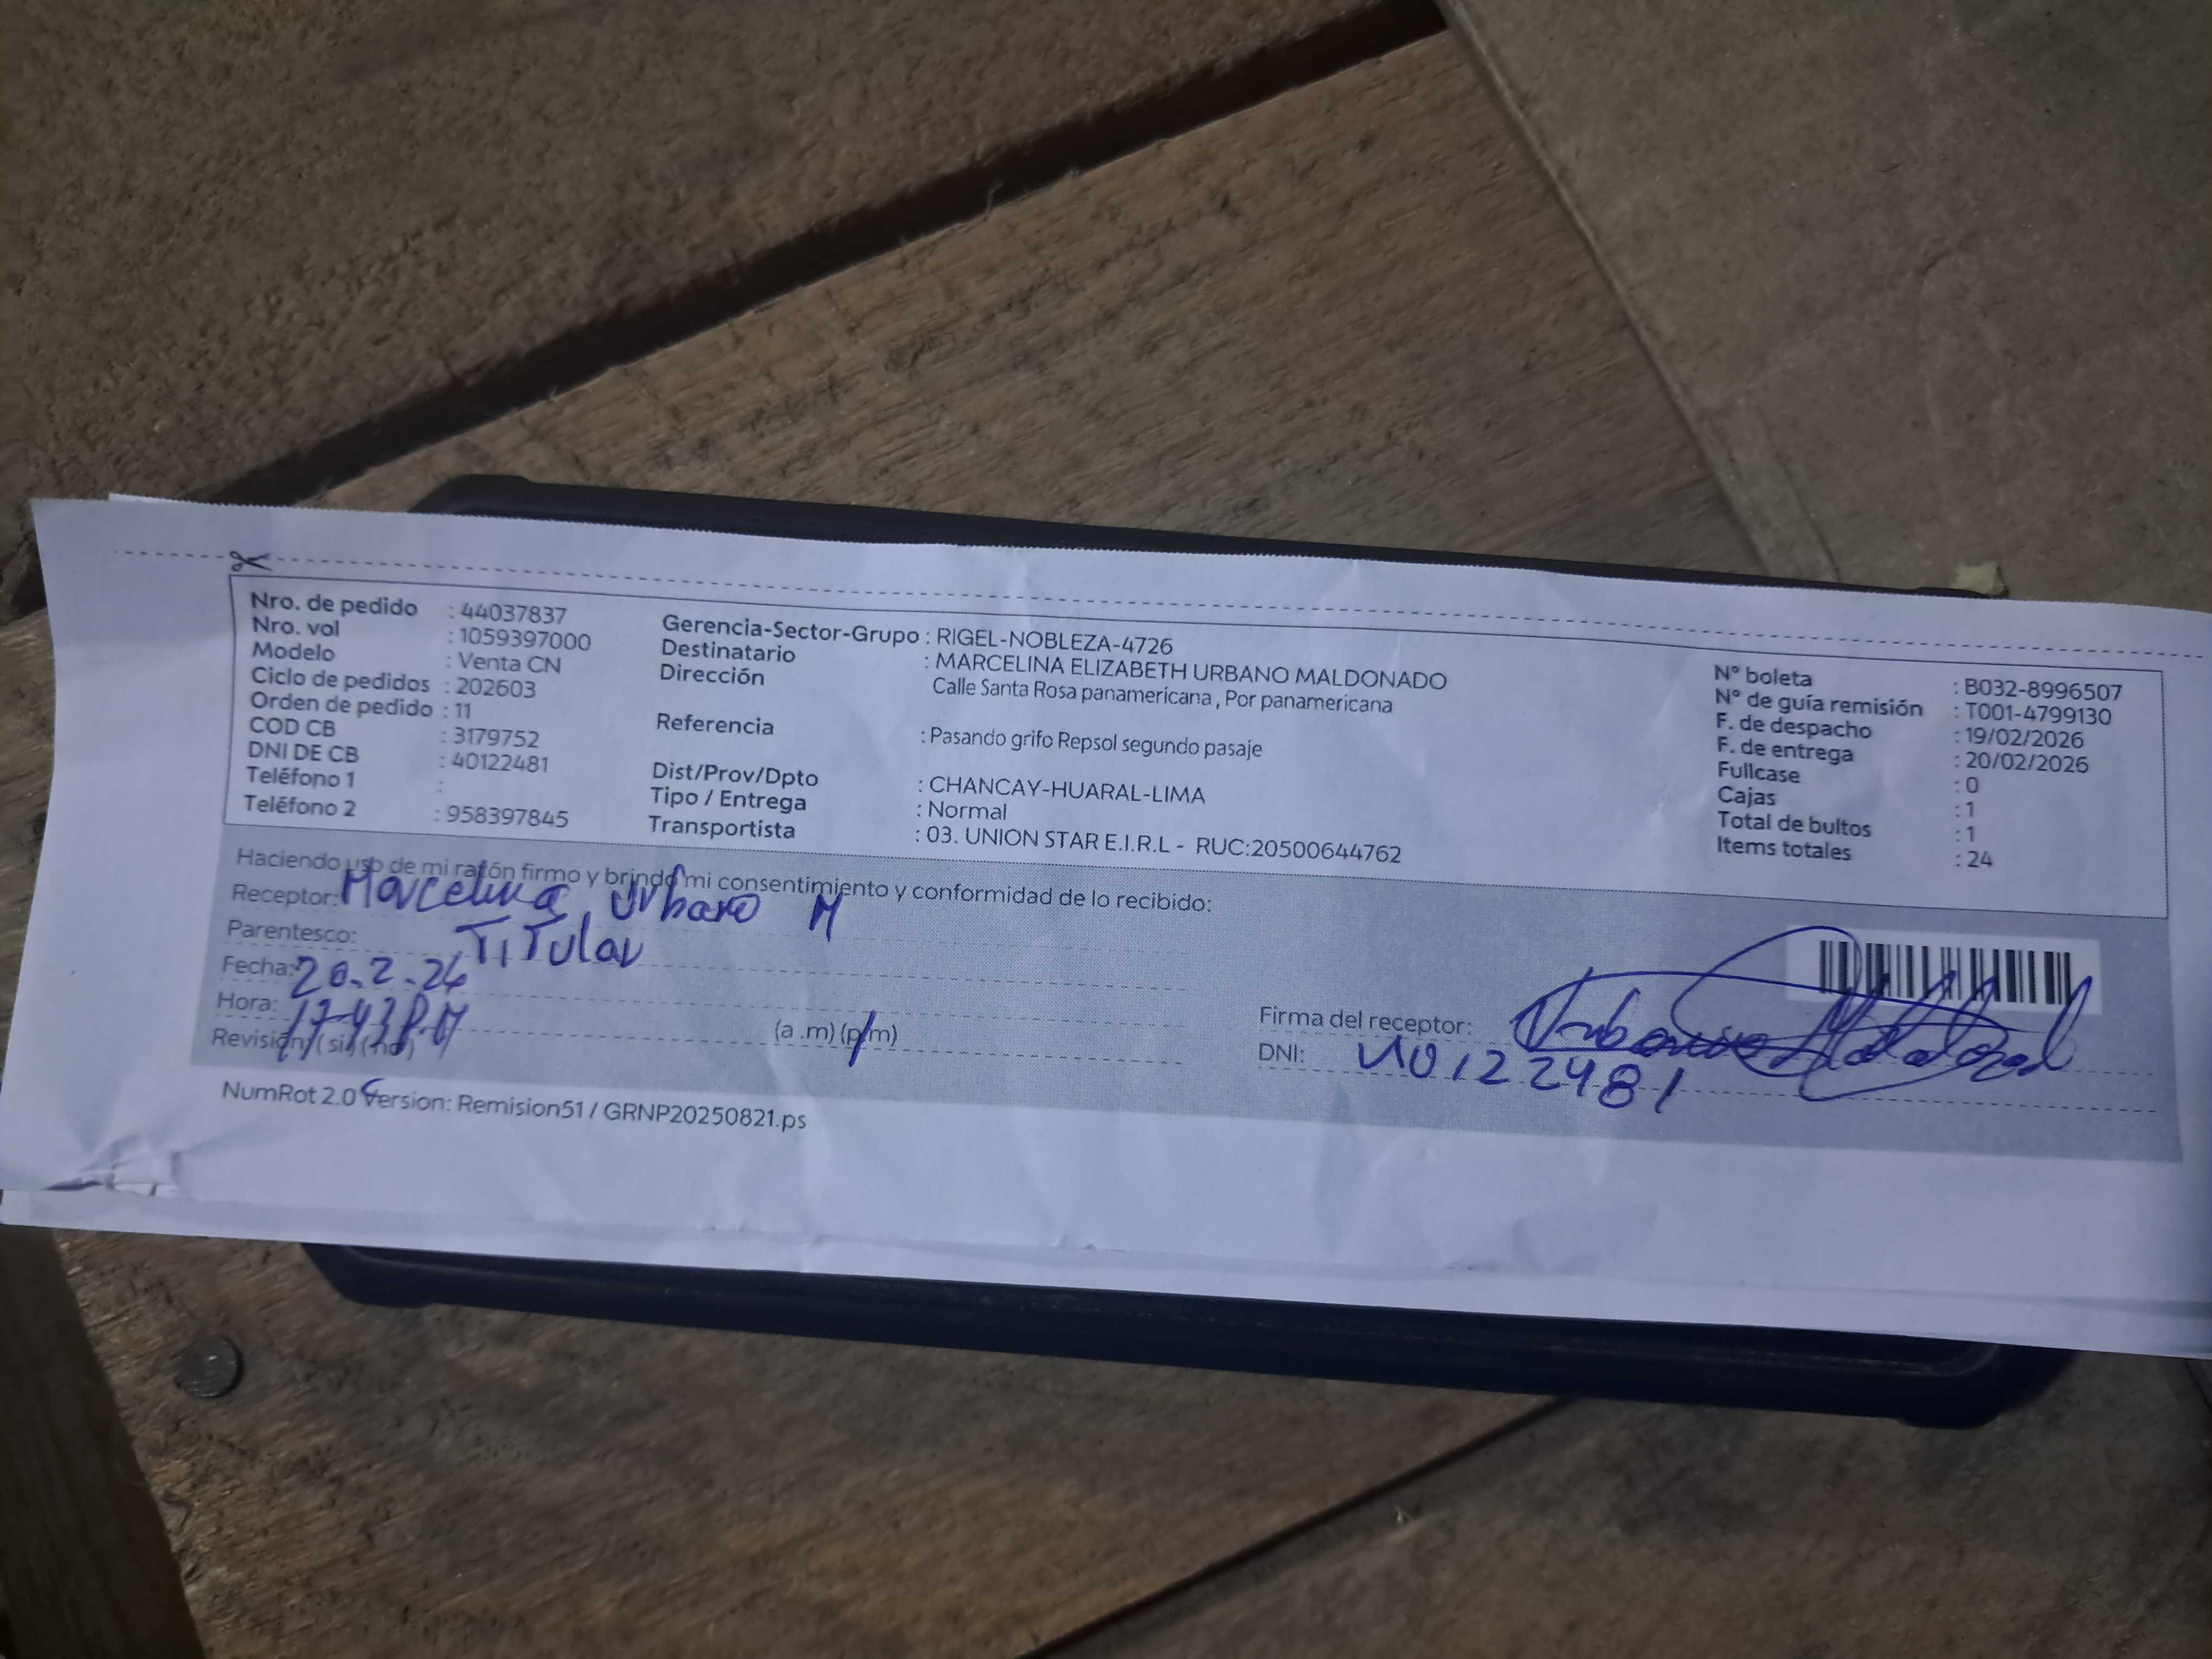 Nro. de pedido : 44037837
Nro. vol : 1059397000
Modelo : Venta CN
Ciclo de pedidos : 202603
Orden de pedido : 11
COD CB : 3179752
DNI DE CB : 40122481
Teléfono 1 :
Teléfono 2 : 958397845
Gerencia-Sector-Grupo : RIGEL-NOBLEZA-4726
Destinatario : MARCELINA ELIZABETH URBANO MALDONADO
Dirección Calle Santa Rosa panamericana , Por panamericana
Referencia : Pasando grifo Repsol segundo pasaje
Dist/Prov/Dpto : CHANCAY-HUARAL-LIMA
Tipo / Entrega : Normal
Transportista : 03. UNION STAR E.I.R.L - RUC:20500644762
N° boleta : B032-8996507
N° de guía remisión : T001-4799130
F. de despacho : 19/02/2026
F. de entrega : 20/02/2026
Fullcase : 0
Cajas : 1
Total de bultos : 1
Items totales : 24
Haciendo uso de mi razón firmo y brindo mi consentimiento y conformidad de lo recibido:
Receptor: Marcelina Urbano M
Parentesco: Titular
Fecha: 20.2.26
Hora: 17-43 P.M (a .m) (p.m)
Revisión ( si ) ( no )
Firma del receptor: Urbano Maldonad
DNI: 40122481
NumRot 2.0 Version: Remision51 / GRNP20250821.ps